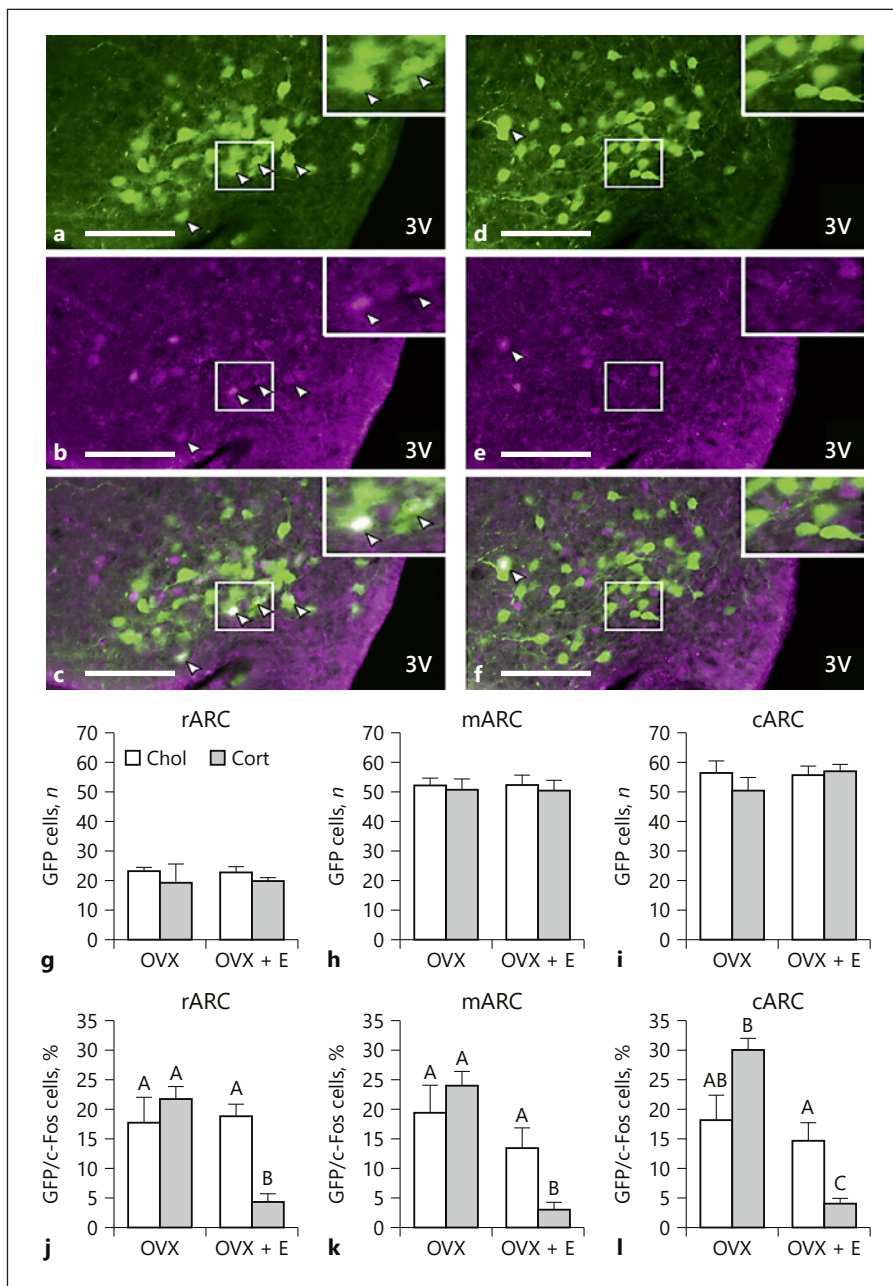 a 3V
d 3V
b 3V
e 3V
c 3V
f 3V
rARC
GFP cells, n
70
60
50
40
30
20
10
0
Chol Cort
OVX OVX + E
g
mARC
GFP cells, n
70
60
50
40
30
20
10
0
OVX OVX + E
h
cARC
GFP cells, n
70
60
50
40
30
20
10
0
OVX OVX + E
i
rARC
GFP/c-Fos cells, %
35
30
25
20
15
10
5
0
A A A B
OVX OVX + E
j
mARC
GFP/c-Fos cells, %
35
30
25
20
15
10
5
0
A A A B
OVX OVX + E
k
cARC
GFP/c-Fos cells, %
35
30
25
20
15
10
5
0
AB B A C
OVX OVX + E
l